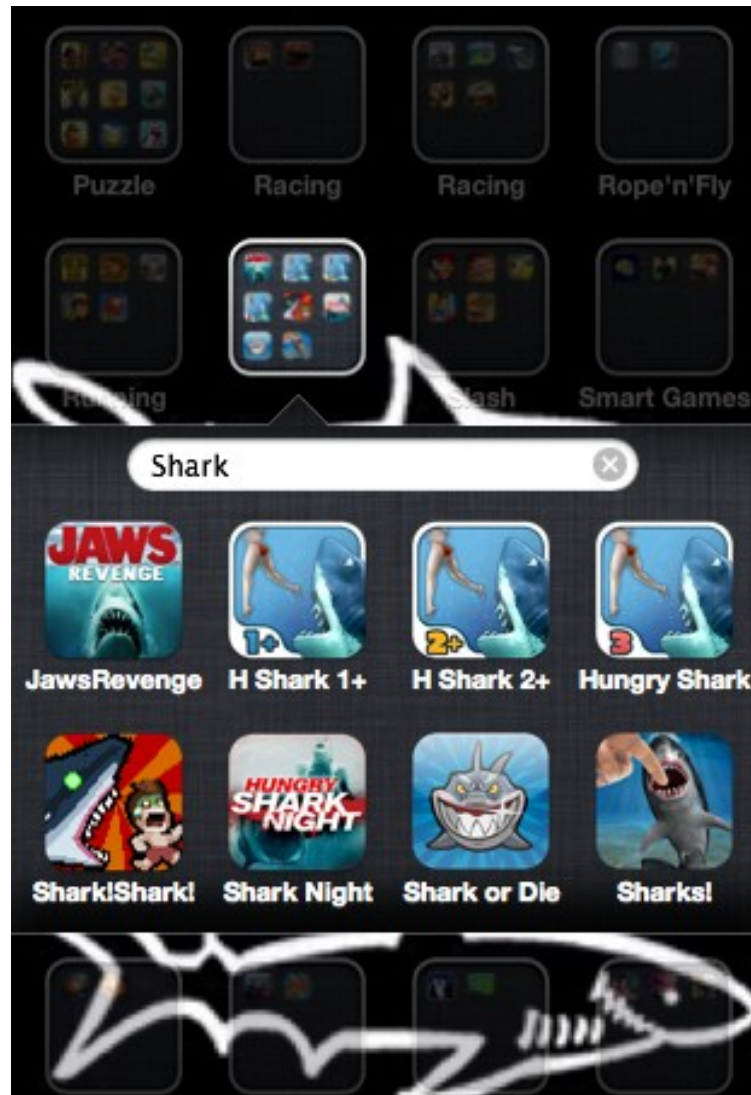 Puzzle Racing Racing Rope'n'Fly
Running Slash Smart Games
Shark
JAWS
REVENGE
1+ 2+ 3
JawsRevenge H Shark 1+ H Shark 2+ Hungry Shark
HUNGRY
SHARK
NIGHT
Shark!Shark! Shark Night Shark or Die Sharks!